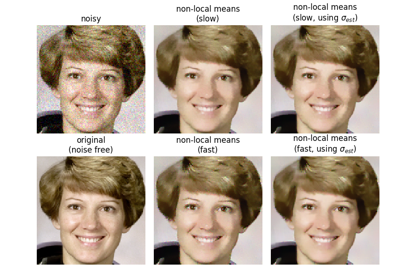 noisy
non-local means
(slow)
non-local means
(slow, using σest)
original
(noise free)
non-local means
(fast)
non-local means
(fast, using σest)